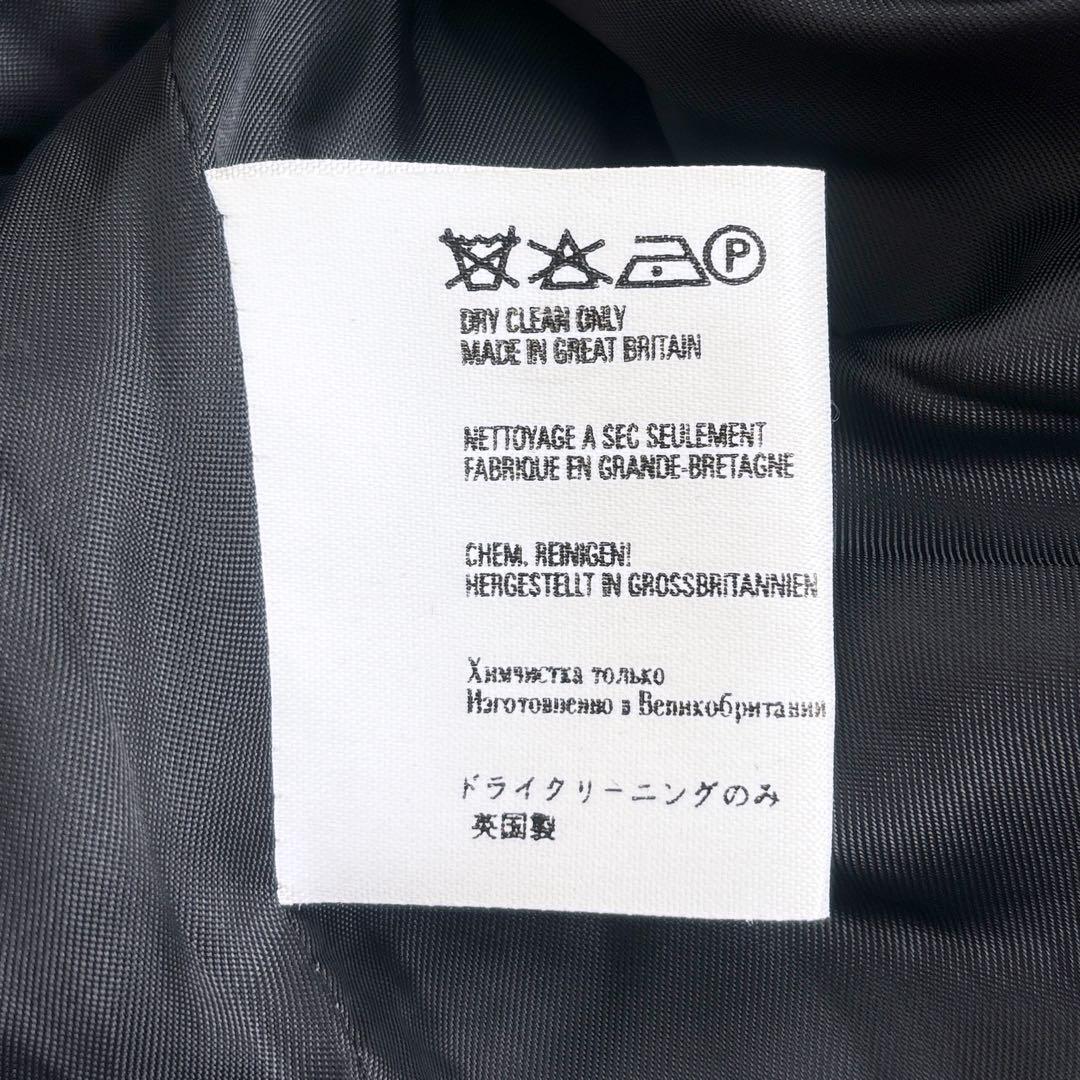 P
DRY CLEAN ONLY
MADE IN GREAT BRITAIN
NETTOYAGE A SEC SEULEMENT
FABRIQUE EN GRANDE-BRETAGNE
CHEM. REINIGEN!
HERGESTELLT IN GROSSBRITANNIEN
Химчистка только
Изготовпенно в Великобритании
ドライクリーニングのみ
英国製